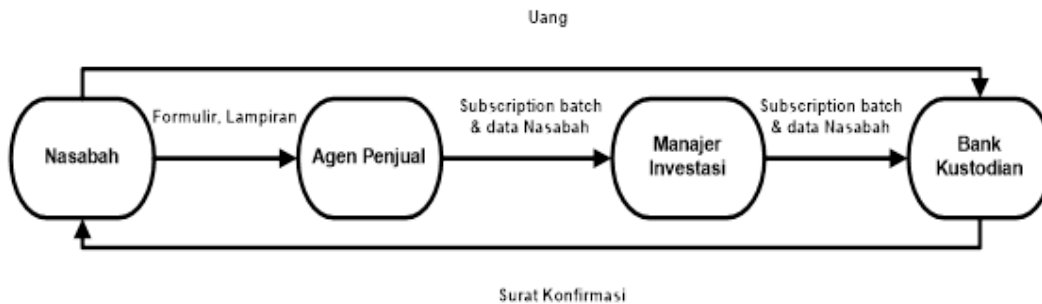 Uang
Formulir, Lampiran
Subscription batch
& data Nasabah
Subscription batch
& data Nasabah
Nasabah
Agen Penjual
Manajer
Investasi
Bank
Kustodian
Surat Konfirmasi